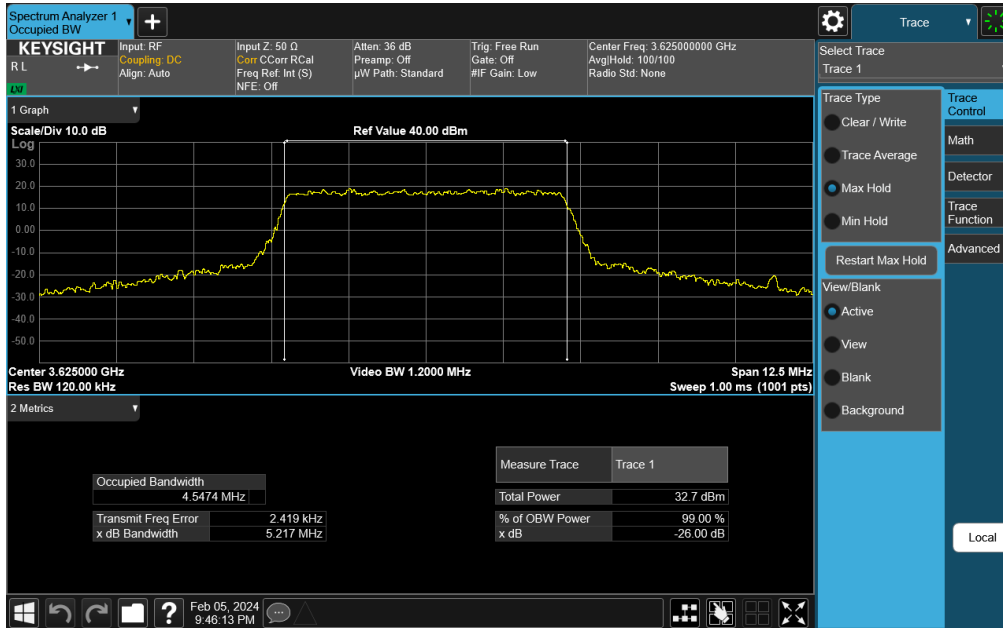 Spectrum Analyzer 1
Occupied BW
Trace
KEYSIGHT
R L
LXI
Input: RF
Coupling: DC
Align: Auto
Input Z: 50 Ω
Corr CCorr RCal
Freq Ref: Int (S)
NFE: Off
Atten: 36 dB
Preamp: Off
µW Path: Standard
Trig: Free Run
Gate: Off
#IF Gain: Low
Center Freq: 3.625000000 GHz
Avg|Hold: 100/100
Radio Std: None
Select Trace
Trace 1
1 Graph
Scale/Div 10.0 dB
Ref Value 40.00 dBm
Log
30.0
20.0
10.0
0.00
-10.0
-20.0
-30.0
-40.0
-50.0
Center 3.625000 GHz
Video BW 1.2000 MHz
Span 12.5 MHz
Res BW 120.00 kHz
Sweep 1.00 ms (1001 pts)
2 Metrics
Occupied Bandwidth
4.5474 MHz
Transmit Freq Error 2.419 kHz
x dB Bandwidth 5.217 MHz
Measure Trace Trace 1
Total Power 32.7 dBm
% of OBW Power 99.00 %
x dB -26.00 dB
Trace Type
Clear / Write
Trace Average
Max Hold
Min Hold
Restart Max Hold
View/Blank
Active
View
Blank
Background
Trace
Control
Math
Detector
Trace
Function
Advanced
Local
?
Feb 05, 2024
9:46:13 PM